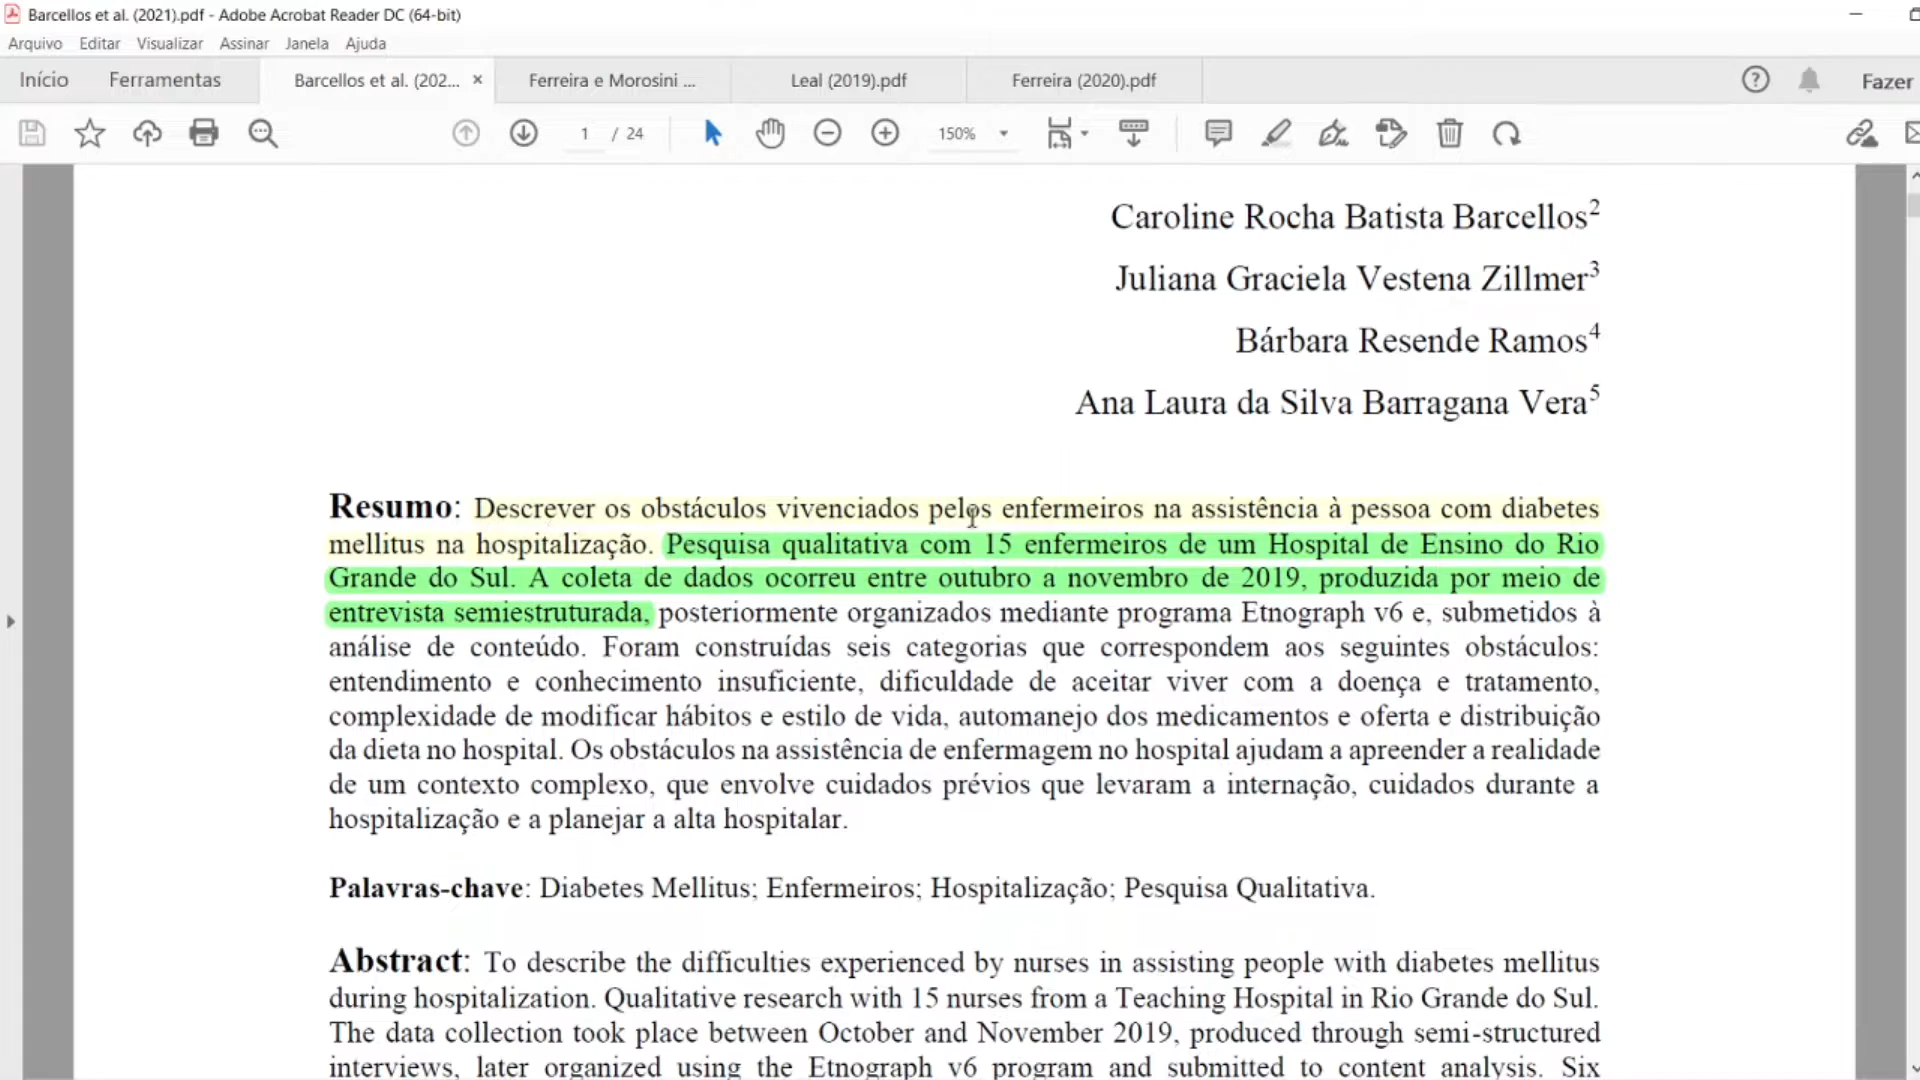 Barcellos et al. (2021).pdf - Adobe Acrobat Reader DC (64-bit)
Arquivo Editar Visualizar Assinar Janela Ajuda
Início Ferramentas Barcellos et al. (202... × Ferreira e Morosini ... Leal (2019).pdf Ferreira (2020).pdf Fazer
1 / 24 150%
Caroline Rocha Batista Barcellos²
Juliana Graciela Vestena Zillmer³
Bárbara Resende Ramos⁴
Ana Laura da Silva Barragana Vera⁵
Resumo: Descrever os obstáculos vivenciados pelos enfermeiros na assistência à pessoa com diabetes
mellitus na hospitalização. Pesquisa qualitativa com 15 enfermeiros de um Hospital de Ensino do Rio
Grande do Sul. A coleta de dados ocorreu entre outubro a novembro de 2019, produzida por meio de
entrevista semiestruturada, posteriormente organizados mediante programa Etnograph v6 e, submetidos à
análise de conteúdo. Foram construídas seis categorias que correspondem aos seguintes obstáculos:
entendimento e conhecimento insuficiente, dificuldade de aceitar viver com a doença e tratamento,
complexidade de modificar hábitos e estilo de vida, automanejo dos medicamentos e oferta e distribuição
da dieta no hospital. Os obstáculos na assistência de enfermagem no hospital ajudam a apreender a realidade
de um contexto complexo, que envolve cuidados prévios que levaram a internação, cuidados durante a
hospitalização e a planejar a alta hospitalar.
Palavras-chave: Diabetes Mellitus; Enfermeiros; Hospitalização; Pesquisa Qualitativa.
Abstract: To describe the difficulties experienced by nurses in assisting people with diabetes mellitus
during hospitalization. Qualitative research with 15 nurses from a Teaching Hospital in Rio Grande do Sul.
The data collection took place between October and November 2019, produced through semi-structured
interviews, later organized using the Etnograph v6 program and submitted to content analysis. Six